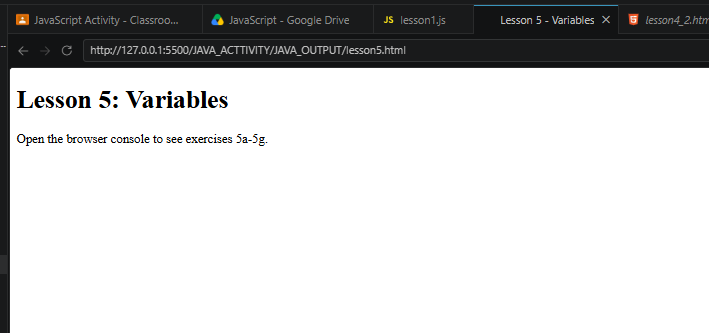 JavaScript Activity - Classroo...
JavaScript - Google Drive
JS lesson1.js
Lesson 5 - Variables
lesson4_2.htm
http://127.0.0.1:5500/JAVA_ACTTIVITY/JAVA_OUTPUT/lesson5.html
Lesson 5: Variables
Open the browser console to see exercises 5a-5g.